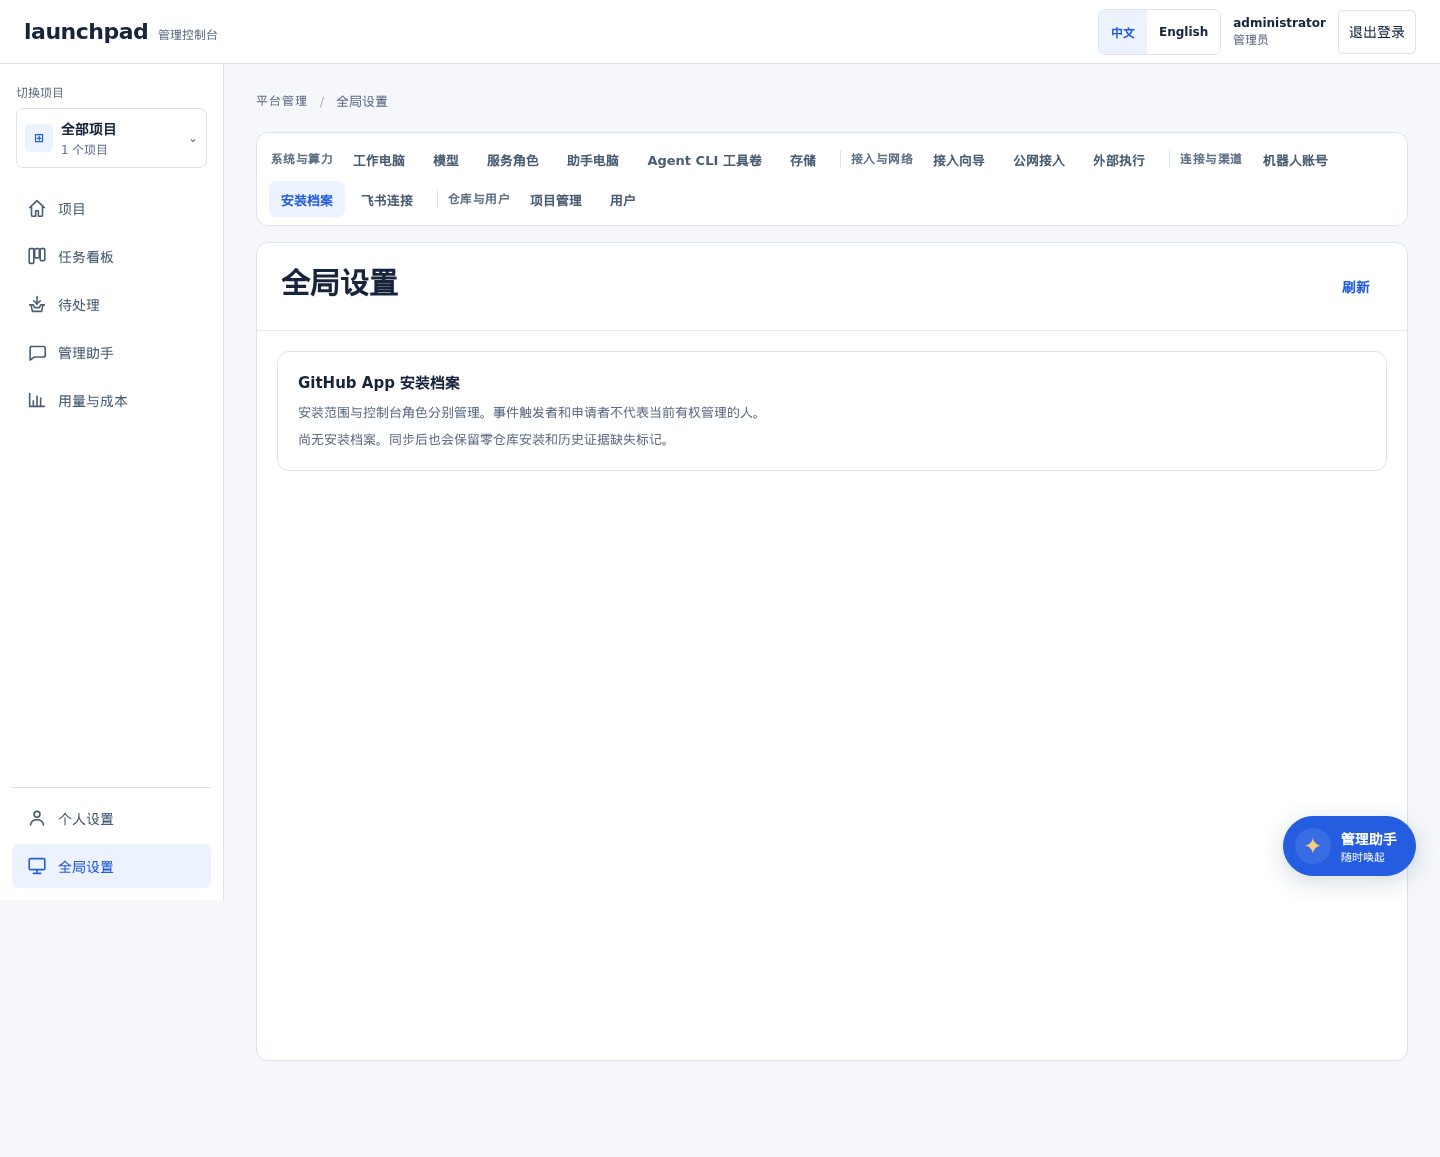 launchpad 管理控制台
中文 English
administrator
管理员
退出登录
切换项目
全部项目
1 个项目
项目
任务看板
待处理
管理助手
用量与成本
个人设置
全局设置
平台管理 / 全局设置
系统与算力 工作电脑 模型 服务角色 助手电脑 Agent CLI 工具卷 存储 接入与网络 接入向导 公网接入 外部执行 连接与渠道 机器人账号
安装档案 飞书连接 仓库与用户 项目管理 用户
全局设置
刷新
GitHub App 安装档案
安装范围与控制台角色分别管理。事件触发者和申请者不代表当前有权管理的人。
尚无安装档案。同步后也会保留零仓库安装和历史证据缺失标记。
管理助手
随时唤起